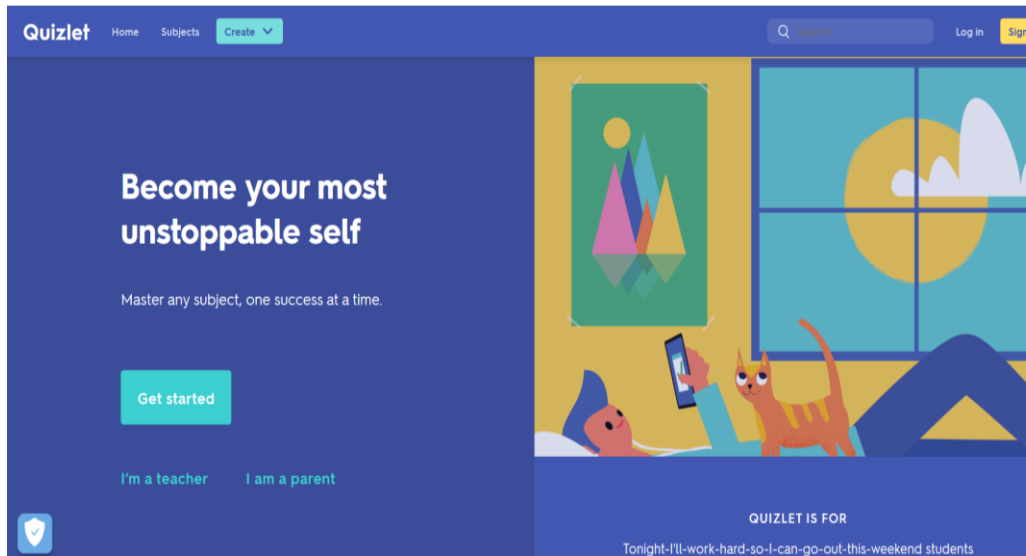 Quizlet Home Subjects Create Log in Sign
Become your most
unstoppable self
Master any subject, one success at a time.
Get started
I'm a teacher I am a parent
QUIZLET IS FOR
Tonight-I'll-work-hard-so-I-can-go-out-this-weekend students